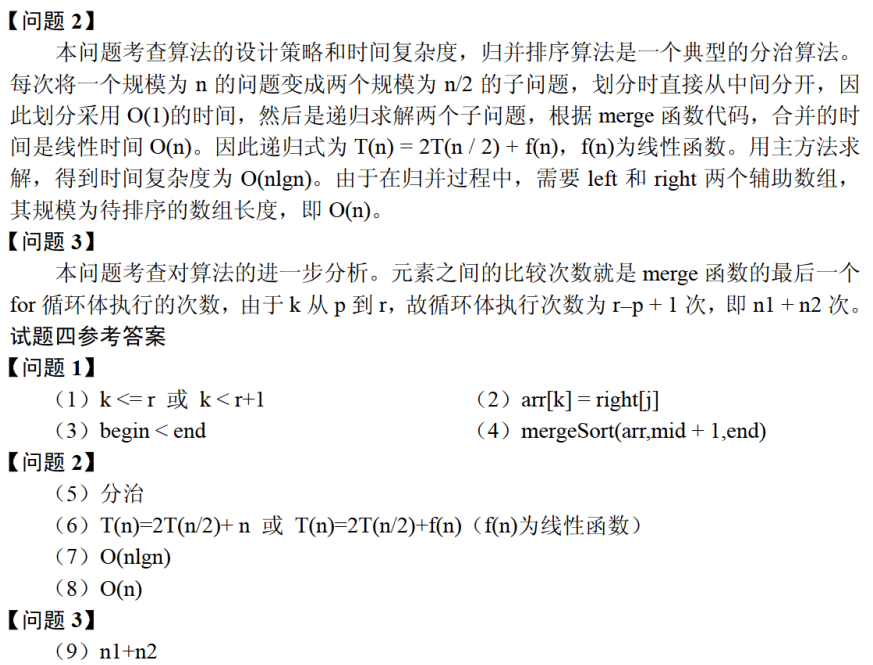 【问题 2】
本问题考查算法的设计策略和时间复杂度，归并排序算法是一个典型的分治算法。
每次将一个规模为 n 的问题变成两个规模为 n/2 的子问题，划分时直接从中间分开，因
此划分采用 O(1)的时间，然后是递归求解两个子问题，根据 merge 函数代码，合并的时
间是线性时间 O(n)。因此递归式为 T(n) = 2T(n / 2) + f(n)，f(n)为线性函数。用主方法求
解，得到时间复杂度为 O(nlgn)。由于在归并过程中，需要 left 和 right 两个辅助数组，
其规模为待排序的数组长度，即 O(n)。
【问题 3】
本问题考查对算法的进一步分析。元素之间的比较次数就是 merge 函数的最后一个
for 循环体执行的次数，由于 k 从 p 到 r，故循环体执行次数为 r–p + 1 次，即 n1 + n2 次。
试题四参考答案
【问题 1】
（1）k <= r 或 k < r+1 （2）arr[k] = right[j]
（3）begin < end （4）mergeSort(arr,mid + 1,end)
【问题 2】
（5）分治
（6）T(n)=2T(n/2)+ n 或 T(n)=2T(n/2)+f(n)（f(n)为线性函数）
（7）O(nlgn)
（8）O(n)
【问题 3】
（9）n1+n2